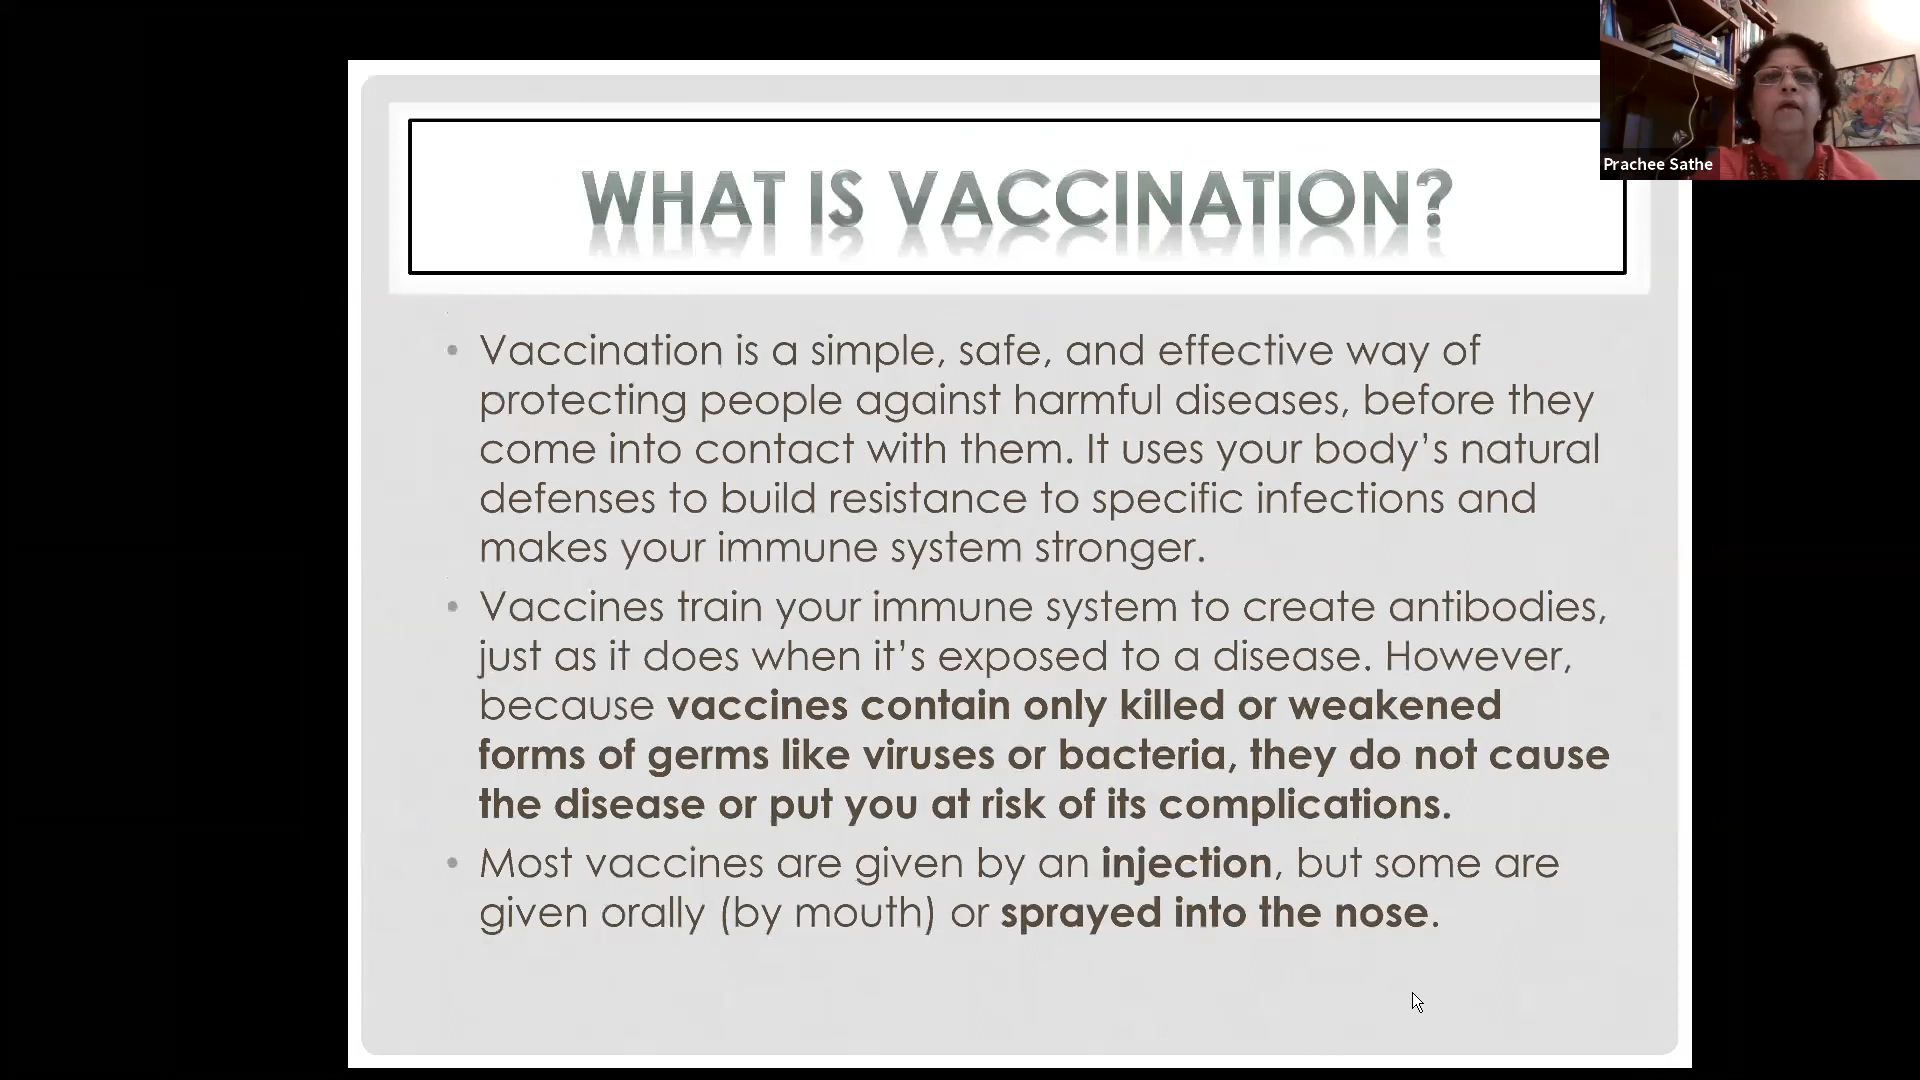 WHAT IS VACCINATION?
Prachee Sathe
• Vaccination is a simple, safe, and effective way of
protecting people against harmful diseases, before they
come into contact with them. It uses your body’s natural
defenses to build resistance to specific infections and
makes your immune system stronger.
• Vaccines train your immune system to create antibodies,
just as it does when it’s exposed to a disease. However,
because vaccines contain only killed or weakened
forms of germs like viruses or bacteria, they do not cause
the disease or put you at risk of its complications.
• Most vaccines are given by an injection, but some are
given orally (by mouth) or sprayed into the nose.